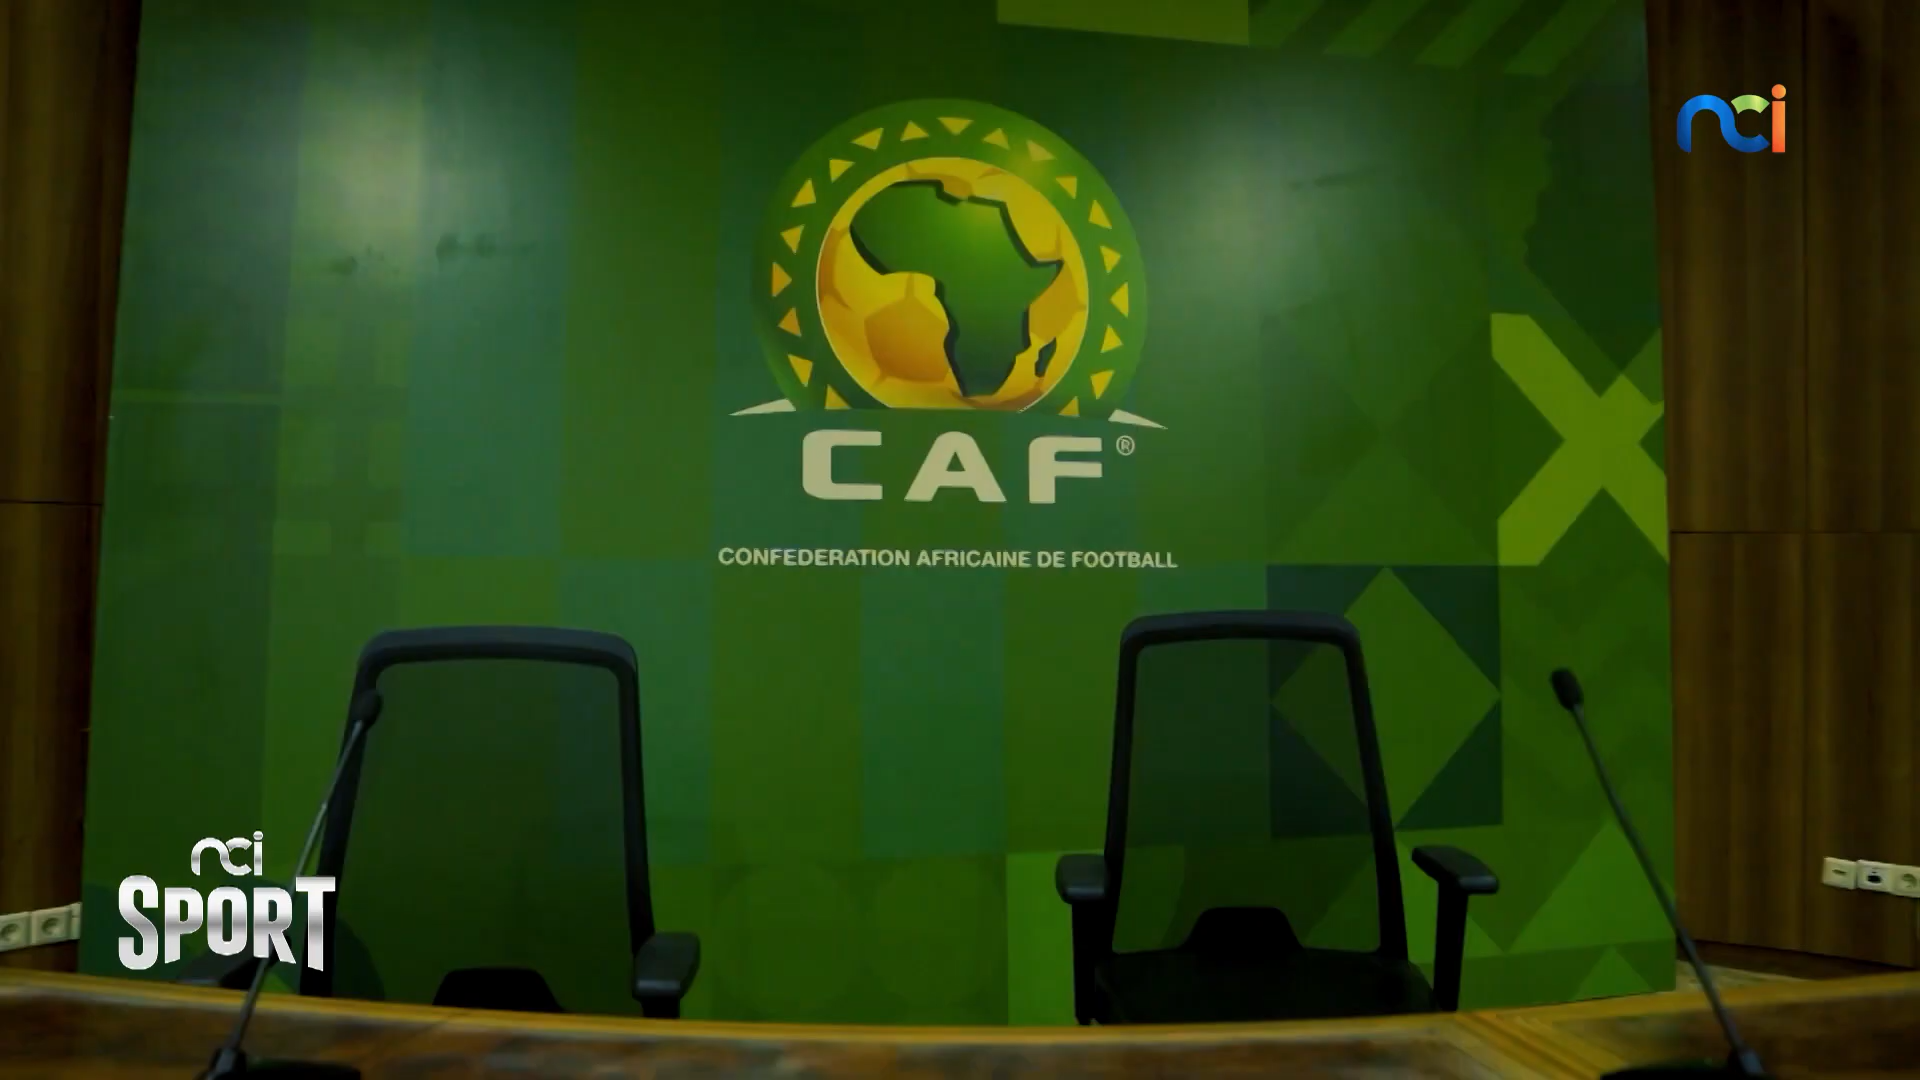 nci
CAF®
CONFEDERATION AFRICAINE DE FOOTBALL
nci
SPORT